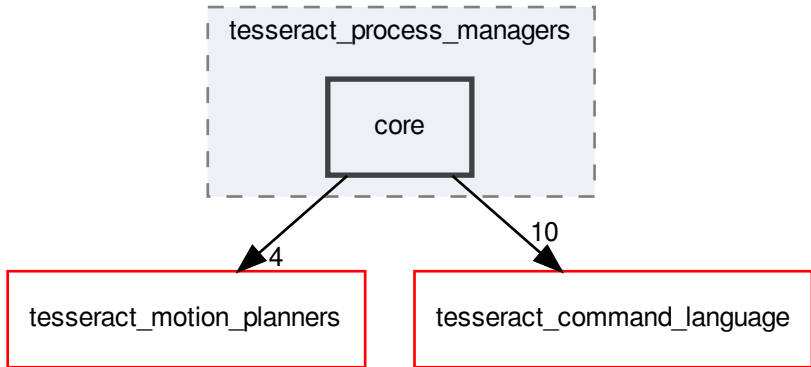 tesseract_process_managers
core
4
10
tesseract_motion_planners
tesseract_command_language